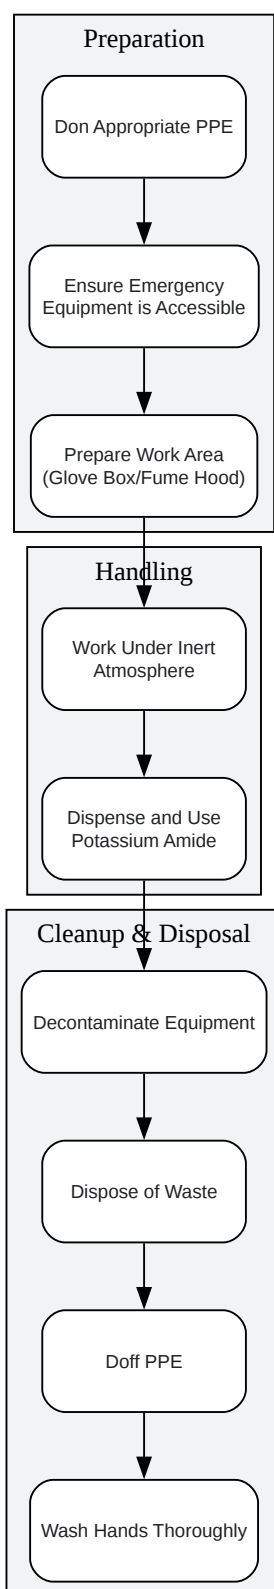 Preparation
Don Appropriate PPE
Ensure Emergency
Equipment is Accessible
Prepare Work Area
(Glove Box/Fume Hood)
Handling
Work Under Inert
Atmosphere
Dispense and Use
Potassium Amide
Cleanup & Disposal
Decontaminate Equipment
Dispose of Waste
Doff PPE
Wash Hands Thoroughly